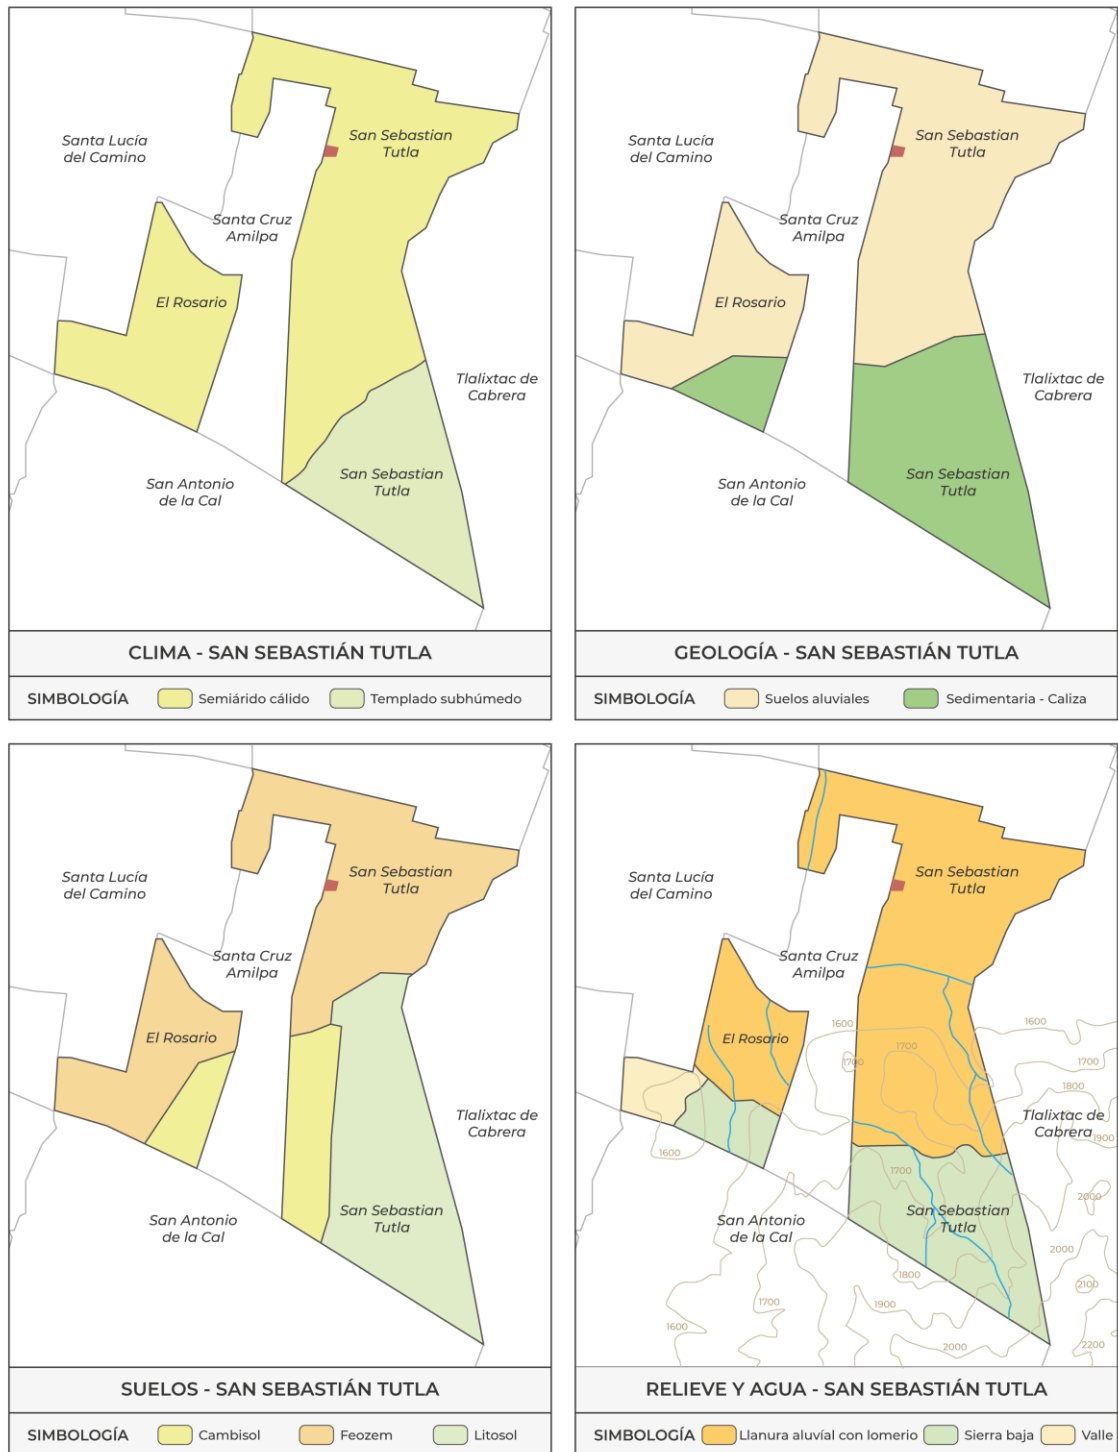 San Sebastian
Tutla
Santa Lucía
del Camino
Santa Cruz
Amilpa
El Rosario
Tlalixtac de
Cabrera
San Sebastian
Tutla
San Antonio
de la Cal
CLIMA - SAN SEBASTIÁN TUTLA
SIMBOLOGÍA Semiárido cálido Templado subhúmedo
San Sebastian
Tutla
Santa Lucía
del Camino
Santa Cruz
Amilpa
El Rosario
Tlalixtac de
Cabrera
San Sebastian
Tutla
San Antonio
de la Cal
GEOLOGÍA - SAN SEBASTIÁN TUTLA
SIMBOLOGÍA Suelos aluviales Sedimentaria - Caliza
San Sebastian
Tutla
Santa Lucía
del Camino
Santa Cruz
Amilpa
El Rosario
Tlalixtac de
Cabrera
San Sebastian
Tutla
San Antonio
de la Cal
SUELOS - SAN SEBASTIÁN TUTLA
SIMBOLOGÍA Cambisol Feozem Litosol
San Sebastian
Tutla
Santa Lucía
del Camino
Santa Cruz
Amilpa
1600
1600
El Rosario
1700
1700
1700
1800
Tlalixtac de
Cabrera
1900
1600
1700
2000
San Sebastian
Tutla
San Antonio
de la Cal
2000
1800
2100
1700
1900
1600
2000
2200
RELIEVE Y AGUA - SAN SEBASTIÁN TUTLA
SIMBOLOGÍA Llanura aluvíal con lomerio Sierra baja Valle